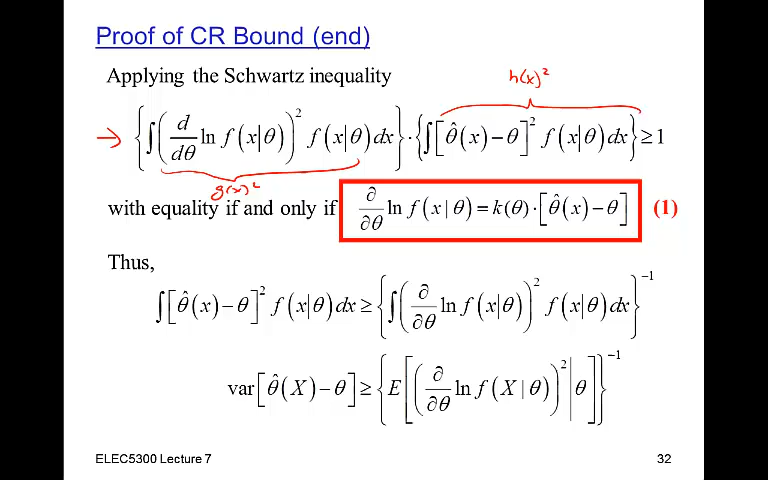 Proof of CR Bound (end)
Applying the Schwartz inequality
h(x)²
→ {∫(d/dθ ln f(x|θ))² f(x|θ)dx}·{∫[θ̂(x)−θ]² f(x|θ)dx} ≥ 1
g(x)²
with equality if and only if ∂/∂θ ln f(x|θ) = k(θ)·[θ̂(x)−θ] (1)
Thus,
∫[θ̂(x)−θ]² f(x|θ)dx ≥ {∫(∂/∂θ ln f(x|θ))² f(x|θ)dx}⁻¹
var[θ̂(X)−θ] ≥ {E[(∂/∂θ ln f(X|θ))²|θ]}⁻¹
ELEC5300 Lecture 7
32